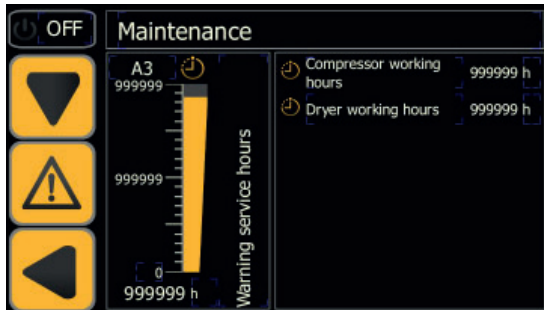 OFF
Maintenance
A3
999999
999999
0
999999 h
Warning service hours
Compressor working
hours
999999 h
Dryer working hours
999999 h